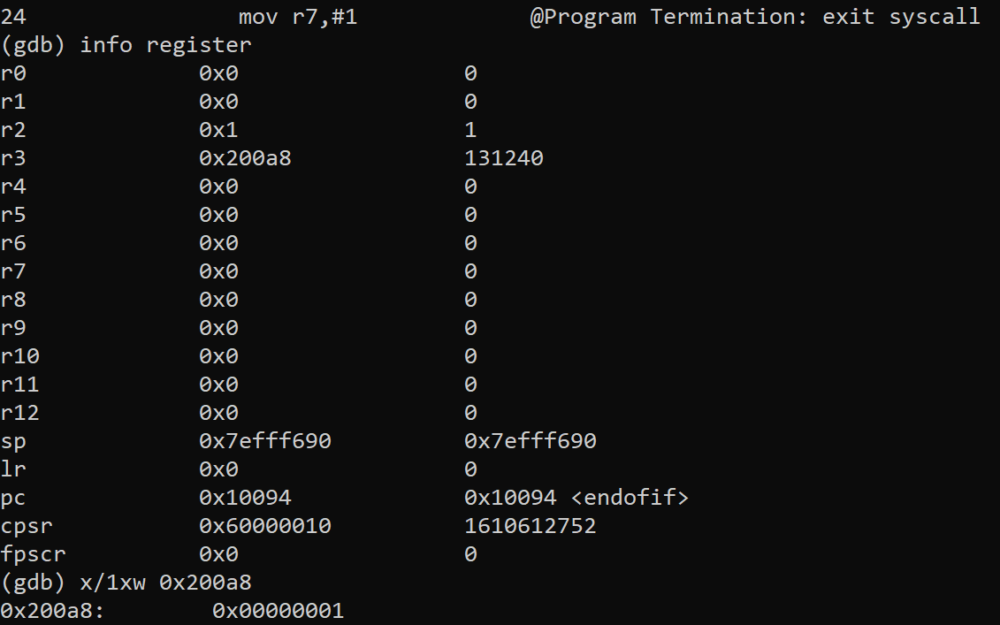 24                mov r7,#1             @Program Termination: exit syscall
(gdb) info register
r0             0x0                 0
r1             0x0                 0
r2             0x1                 1
r3             0x200a8             131240
r4             0x0                 0
r5             0x0                 0
r6             0x0                 0
r7             0x0                 0
r8             0x0                 0
r9             0x0                 0
r10            0x0                 0
r11            0x0                 0
r12            0x0                 0
sp             0x7efff690          0x7efff690
lr             0x0                 0
pc             0x10094             0x10094 <endofif>
cpsr           0x60000010          1610612752
fpscr          0x0                 0
(gdb) x/1xw 0x200a8
0x200a8:        0x00000001